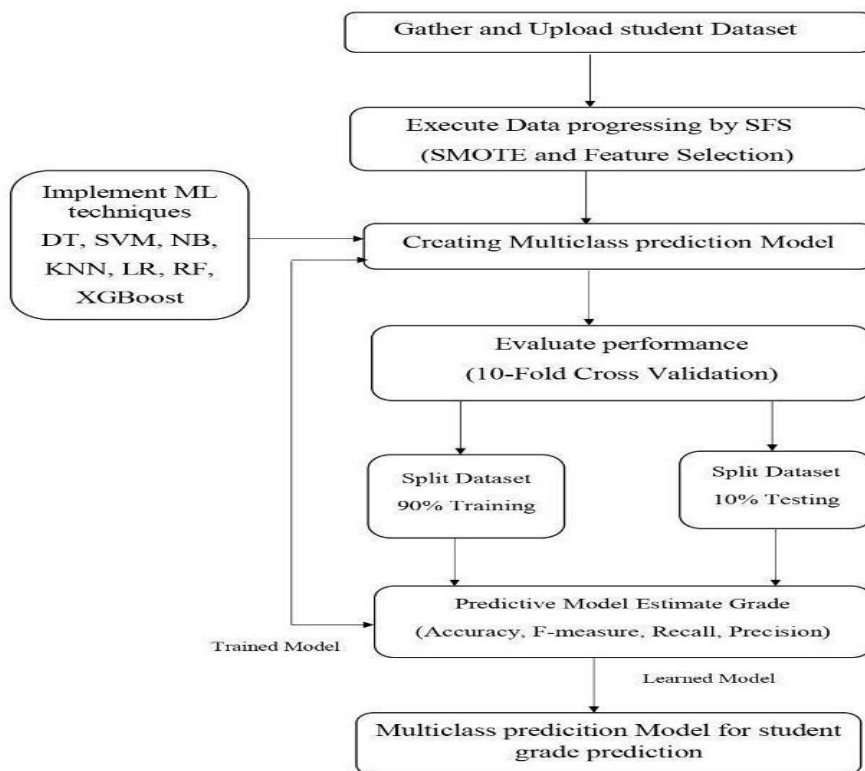 Gather and Upload student Dataset
Execute Data progressing by SFS
(SMOTE and Feature Selection)
Implement ML
techniques
DT, SVM, NB,
KNN, LR, RF,
XGBoost
Creating Multiclass prediction Model
Evaluate performance
(10-Fold Cross Validation)
Split Dataset
90% Training
Split Dataset
10% Testing
Predictive Model Estimate Grade
(Accuracy, F-measure, Recall, Precision)
Trained Model
Learned Model
Multiclass predicition Model for student
grade prediction